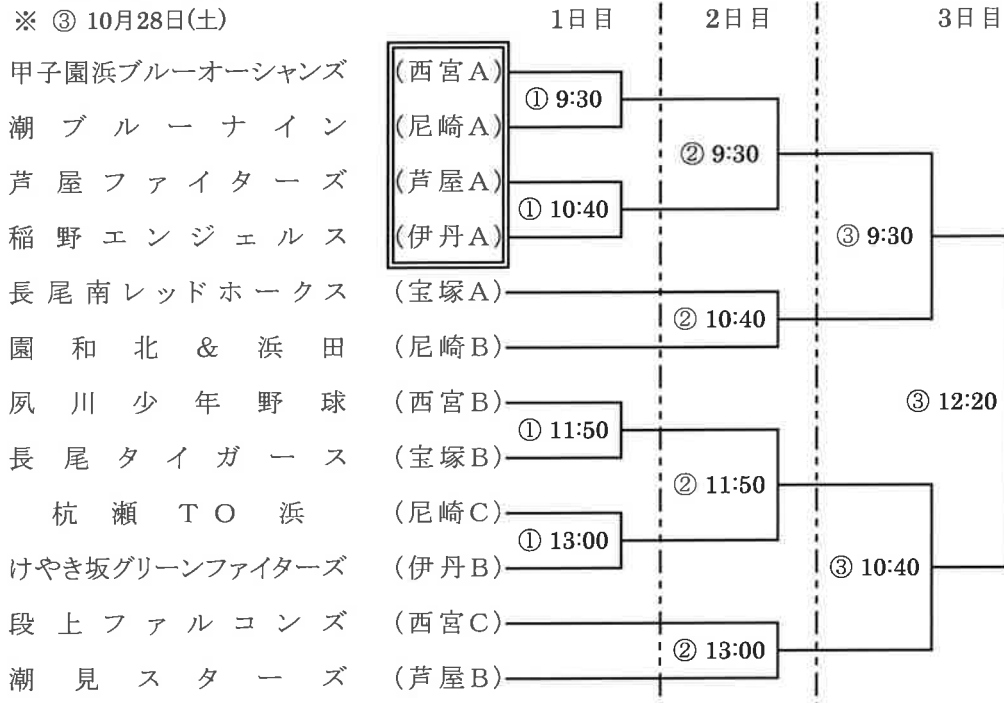 ※ ③ 10月28日(土) 1日目 2日目 3日目
甲子園浜ブルーオーシャンズ (西宮A)
① 9:30
潮ブルーナイン (尼崎A)
② 9:30
芦屋ファイターズ (芦屋A)
① 10:40
稲野エンジェルス (伊丹A)
③ 9:30
長尾南レッドホークス (宝塚A)
② 10:40
園和北&浜田 (尼崎B)
夙川少年野球 (西宮B)
③ 12:20
① 11:50
長尾タイガース (宝塚B)
② 11:50
杭瀬TO浜 (尼崎C)
① 13:00
けやき坂グリーンファイターズ (伊丹B)
③ 10:40
段上ファルコンズ (西宮C)
② 13:00
潮見スターズ (芦屋B)